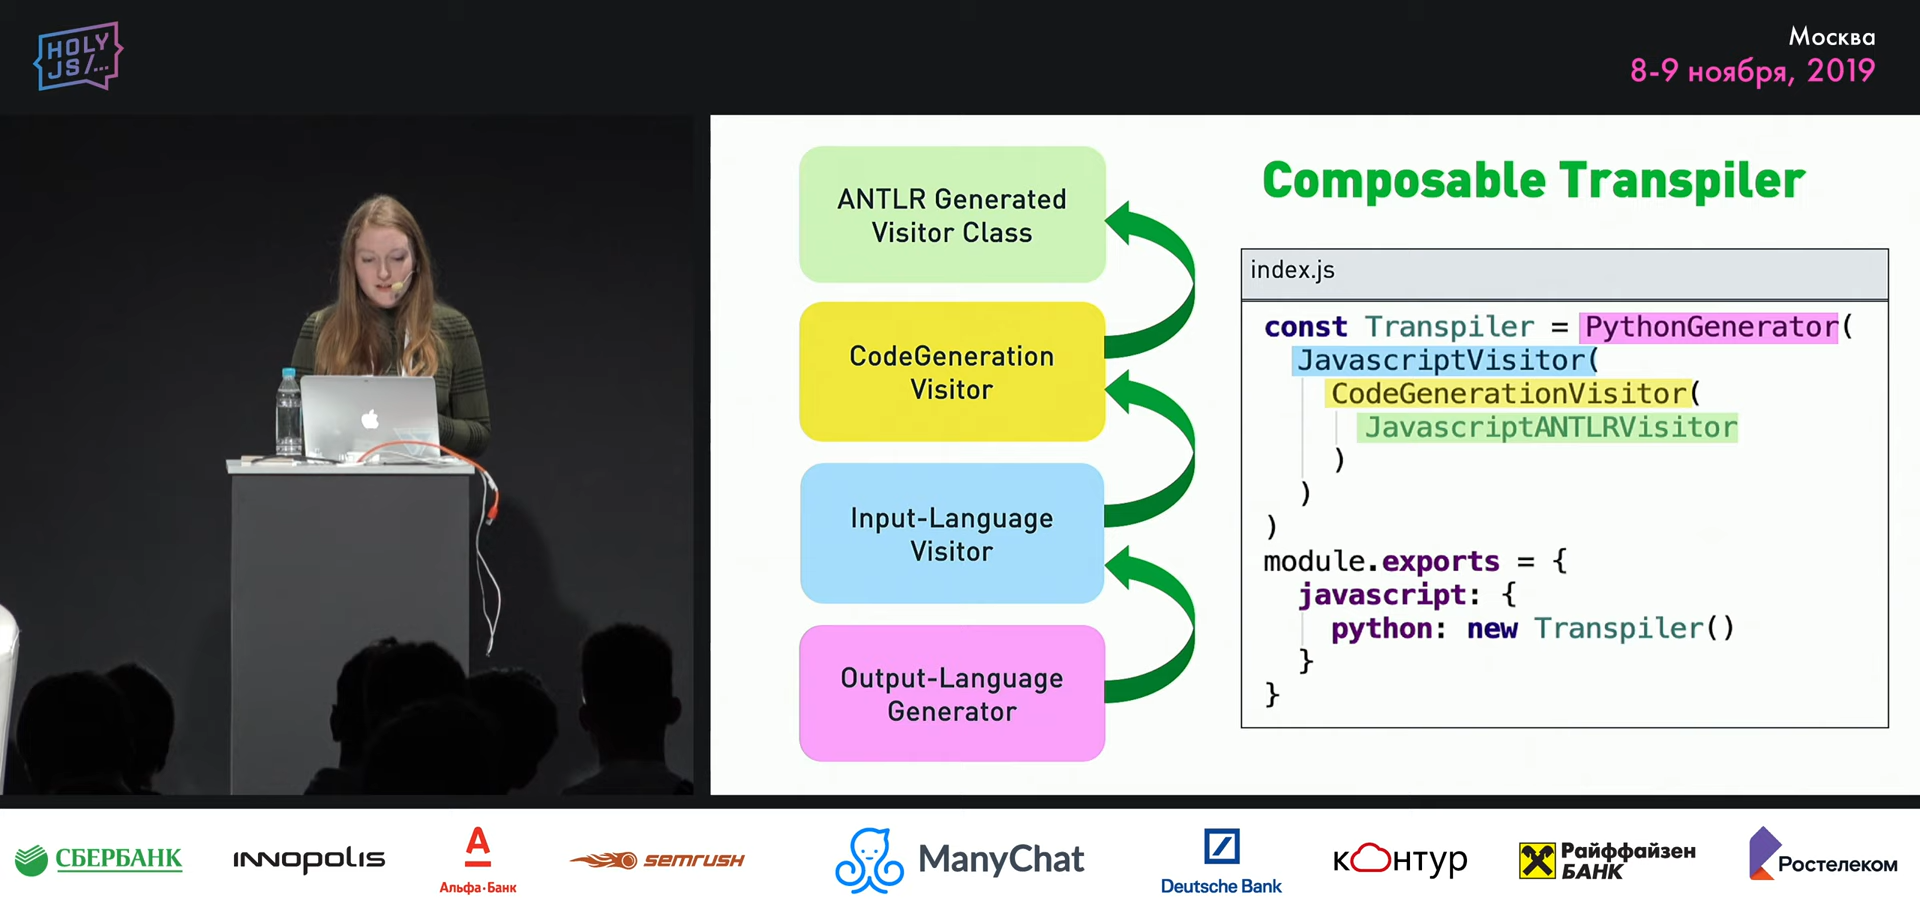 HOLY
JS/...
Москва
8-9 ноября, 2019
ANTLR Generated
Visitor Class
CodeGeneration
Visitor
Input-Language
Visitor
Output-Language
Generator
Composable Transpiler
index.js
const Transpiler = PythonGenerator(
JavascriptVisitor(
CodeGenerationVisitor(
JavascriptANTLRVisitor
)
)
)
module.exports = {
javascript: {
python: new Transpiler()
}
}
СБЕРБАНК
INNOPOLIS
Альфа·Банк
SEMRUSH
ManyChat
Deutsche Bank
кОнтур
Райффайзен
БАНК
Ростелеком